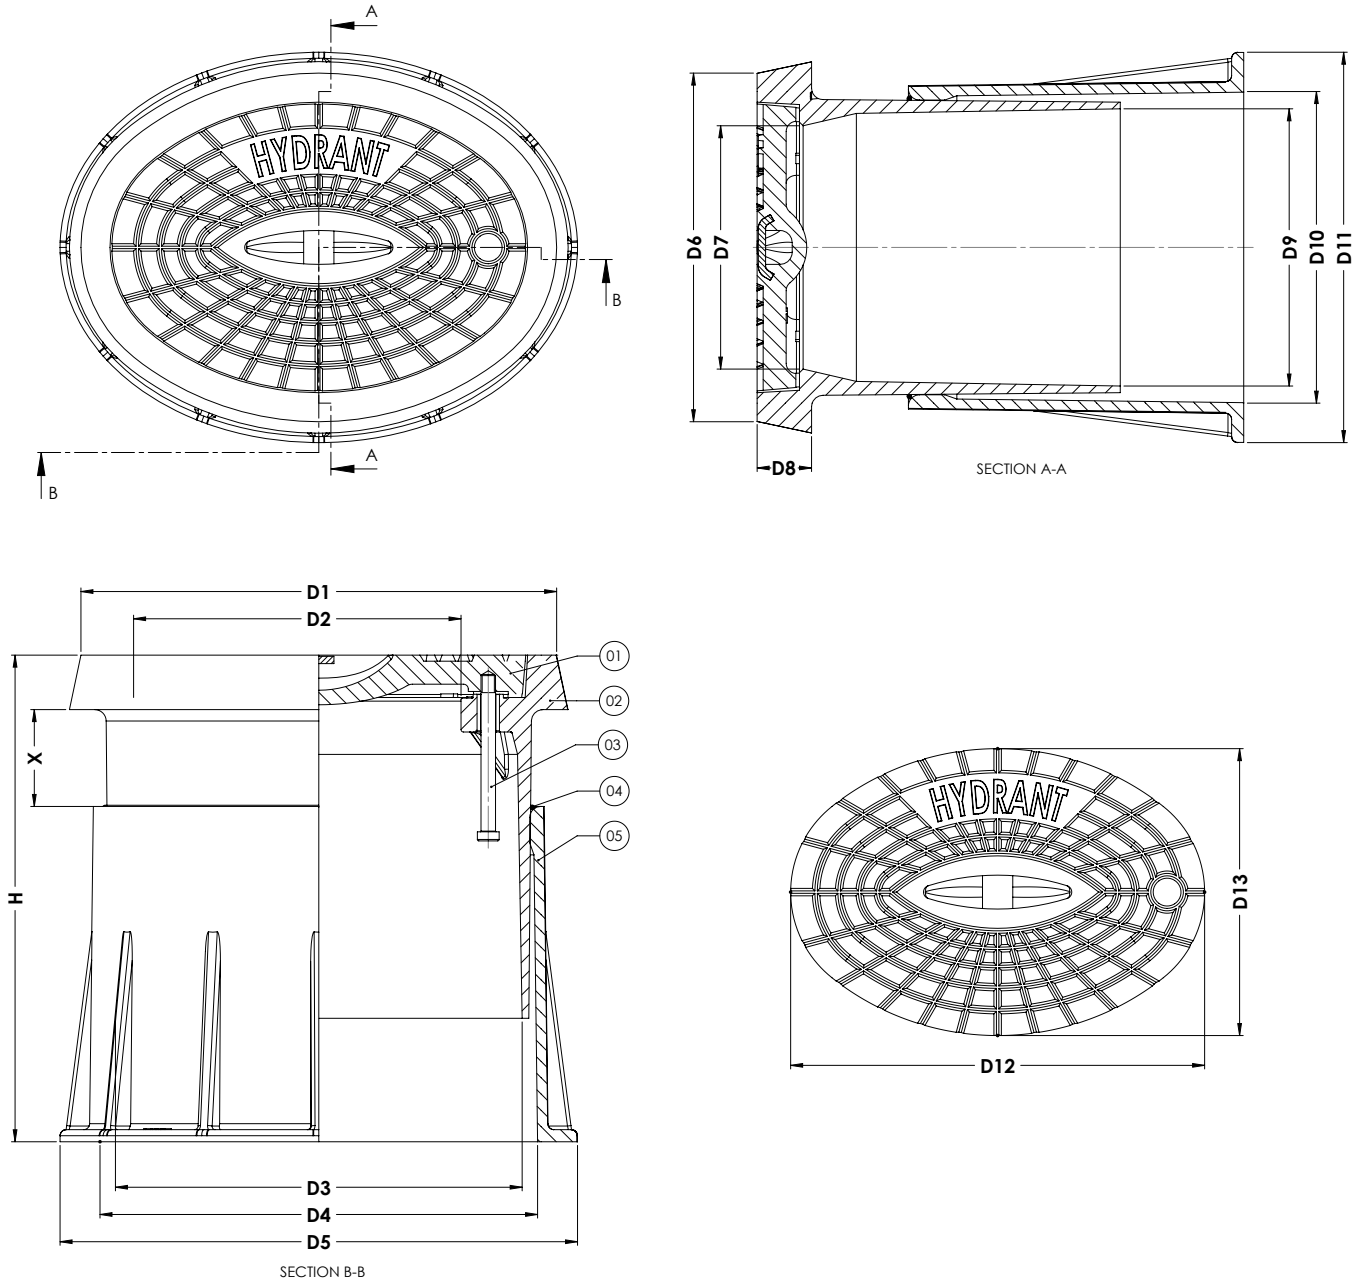 A
HYDRANT
B
A
B
D6
D7
D8
D9
D10
D11
SECTION A-A
D1
D2
01
02
03
04
05
X
H
D3
D4
D5
SECTION B-B
HYDRANT
D13
D12